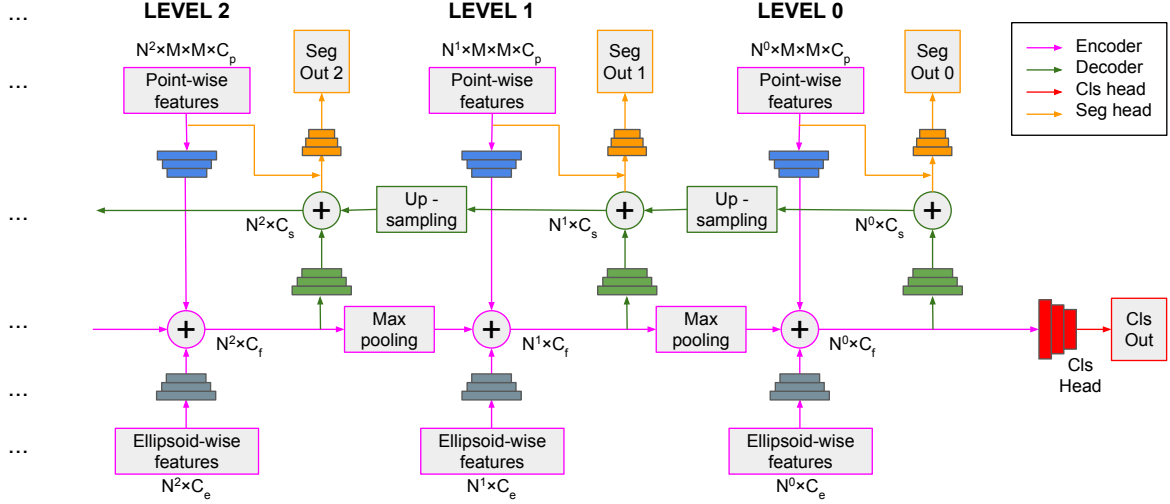 ...
LEVEL 2
LEVEL 1
LEVEL 0
N²×M×M×Cₚ
N¹×M×M×Cₚ
N⁰×M×M×Cₚ
Seg
Out 2
Seg
Out 1
Seg
Out 0
Encoder
Decoder
Cls head
Seg head
...
Point-wise
features
Point-wise
features
Point-wise
features
...
Up -
sampling
Up -
sampling
+
+
+
N²×Cₛ
N¹×Cₛ
N⁰×Cₛ
...
+
Max
pooling
+
Max
pooling
+
Cls
Out
N²×C_f
N¹×C_f
N⁰×C_f
Cls
Head
...
...
Ellipsoid-wise
features
Ellipsoid-wise
features
Ellipsoid-wise
features
N²×Cₑ
N¹×Cₑ
N⁰×Cₑ